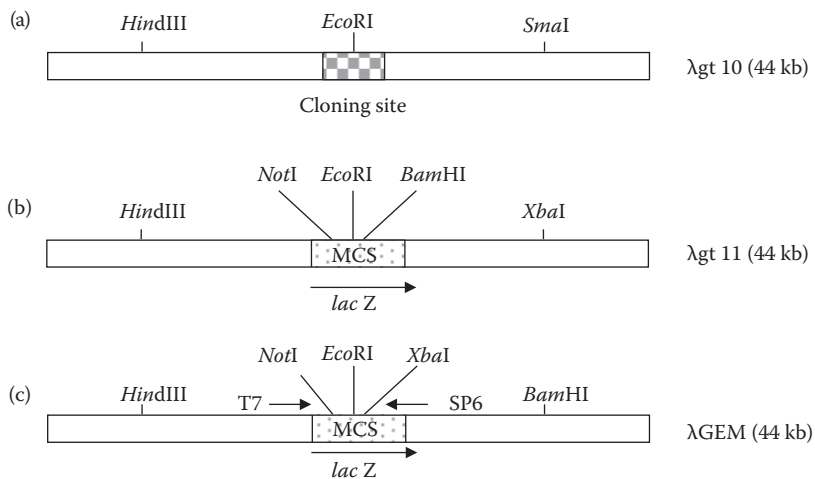 (a)
HindIII EcoRI SmaI
λgt 10 (44 kb)
Cloning site
(b)
NotI EcoRI BamHI
HindIII XbaI
MCS
λgt 11 (44 kb)
lac Z
(c)
NotI EcoRI XbaI
HindIII T7 SP6 BamHI
MCS
λGEM (44 kb)
lac Z